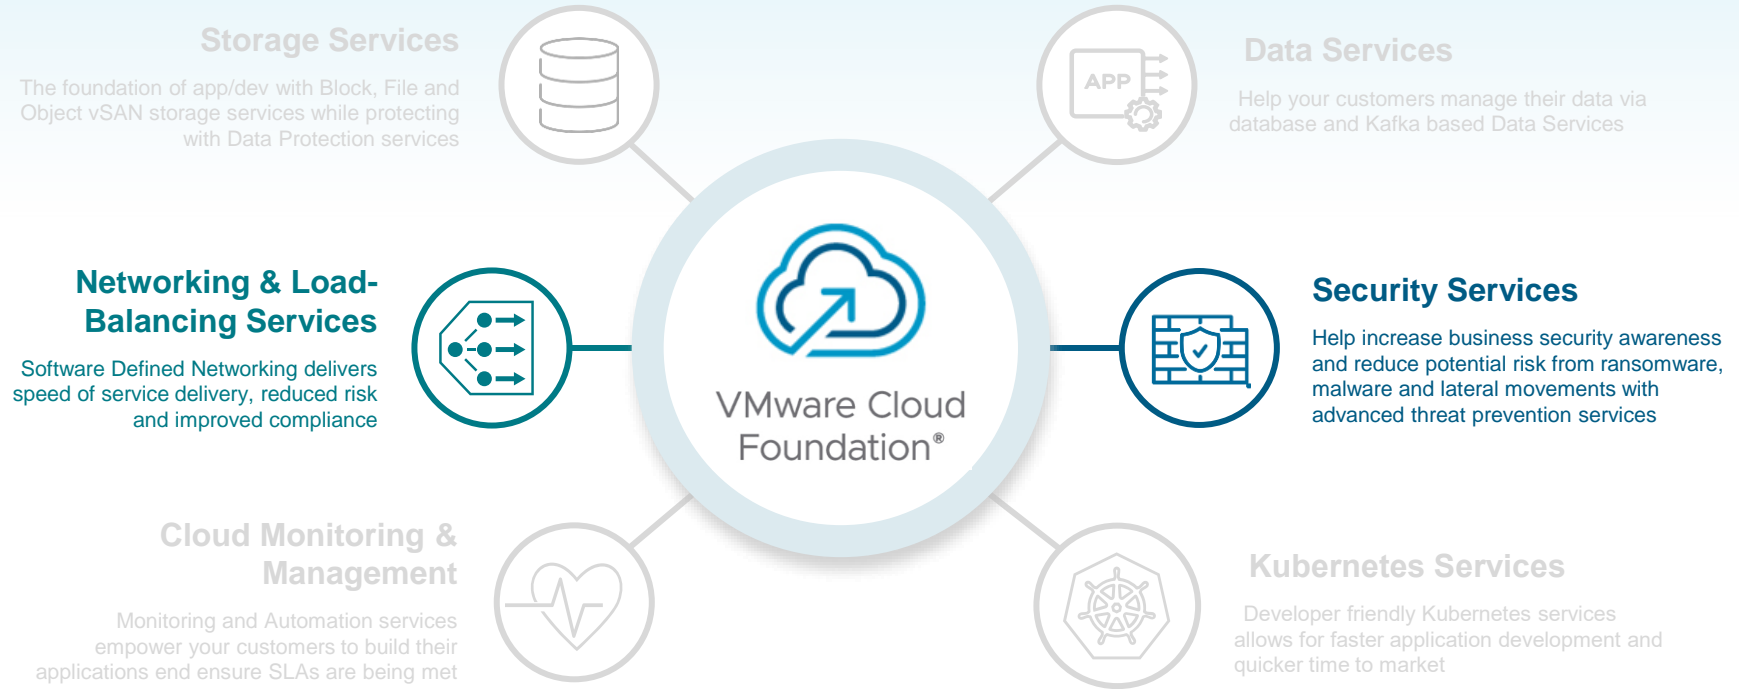 Storage Services
The foundation of app/dev with Block, File and
Object vSAN storage services while protecting
with Data Protection services
APP
Data Services
Help your customers manage their data via
database and Kafka based Data Services
Networking & Load-
Balancing Services
Software Defined Networking delivers
speed of service delivery, reduced risk
and improved compliance
VMware Cloud
Foundation®
Security Services
Help increase business security awareness
and reduce potential risk from ransomware,
malware and lateral movements with
advanced threat prevention services
Cloud Monitoring &
Management
Monitoring and Automation services
empower your customers to build their
applications end ensure SLAs are being met
Kubernetes Services
Developer friendly Kubernetes services
allows for faster application development and
quicker time to market